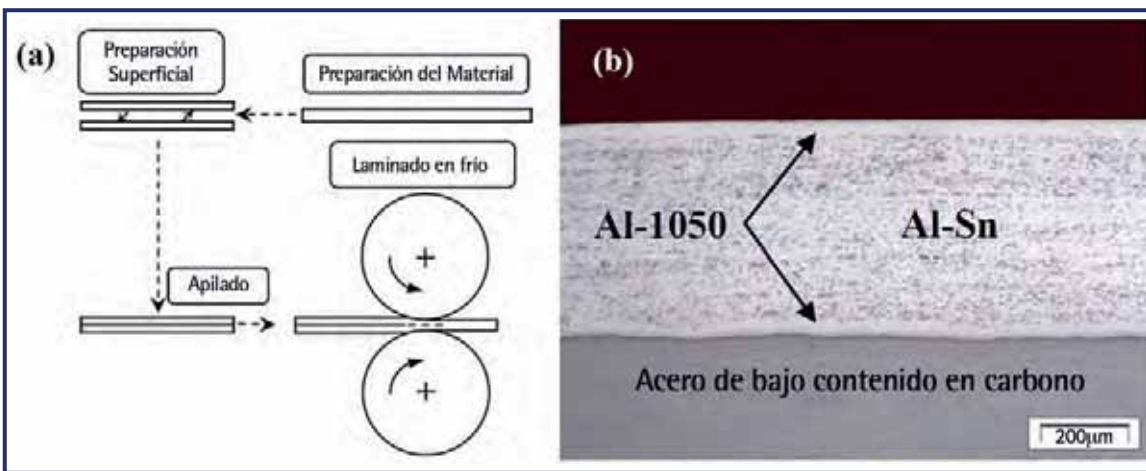 (a)
Preparación
Superficial
Preparación del Material
Laminado en frío
Apilado
(b)
Al-1050
Al-Sn
Acero de bajo contenido en carbono
200µm